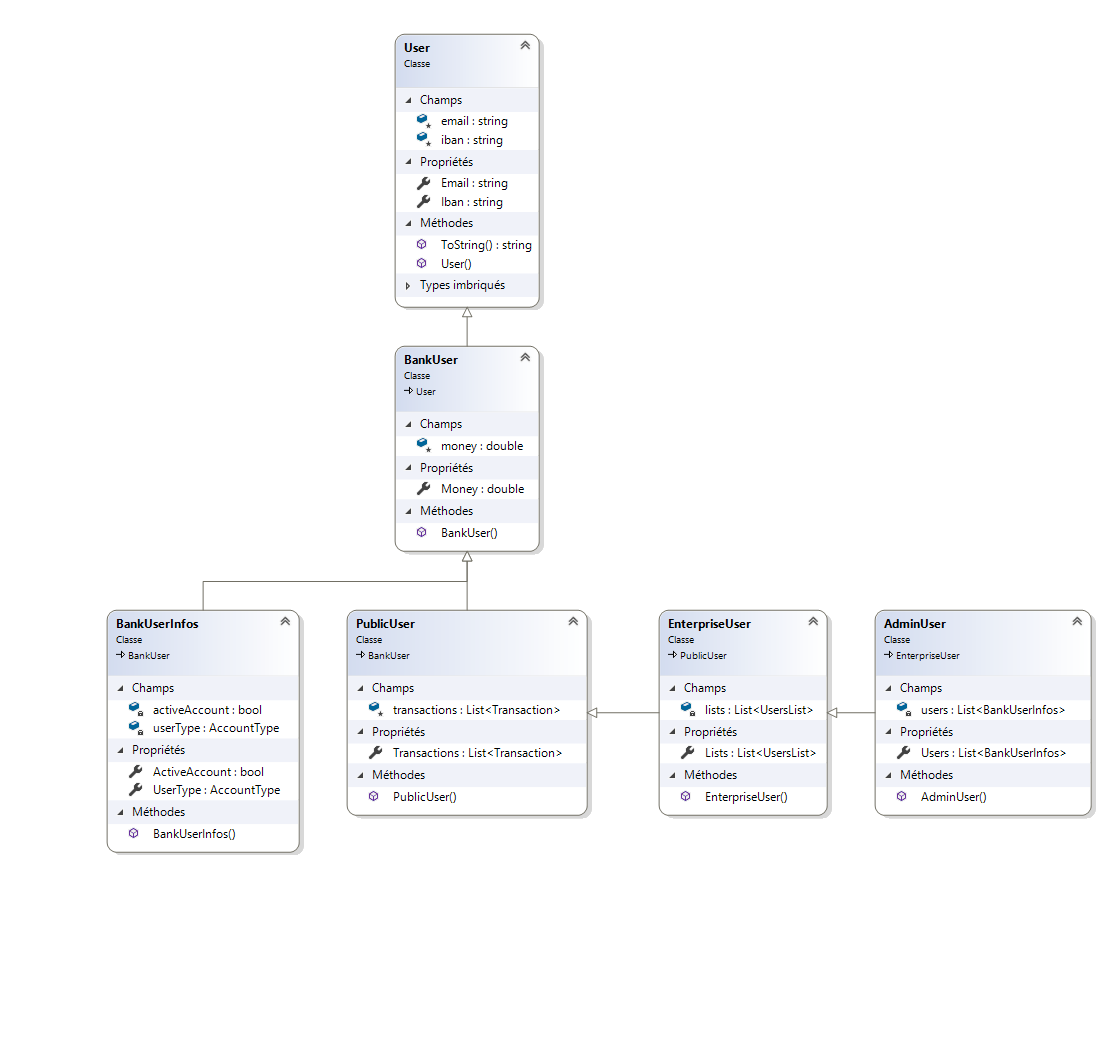 User
Classe
Champs
email : string
iban : string
Propriétés
Email : string
Iban : string
Méthodes
ToString() : string
User()
Types imbriqués
BankUser
Classe
User
Champs
money : double
Propriétés
Money : double
Méthodes
BankUser()
BankUserInfos
Classe
BankUser
Champs
activeAccount : bool
userType : AccountType
Propriétés
ActiveAccount : bool
UserType : AccountType
Méthodes
BankUserInfos()
PublicUser
Classe
BankUser
Champs
transactions : List<Transaction>
Propriétés
Transactions : List<Transaction>
Méthodes
PublicUser()
EnterpriseUser
Classe
PublicUser
Champs
lists : List<UsersList>
Propriétés
Lists : List<UsersList>
Méthodes
EnterpriseUser()
AdminUser
Classe
EnterpriseUser
Champs
users : List<BankUserInfos>
Propriétés
Users : List<BankUserInfos>
Méthodes
AdminUser()